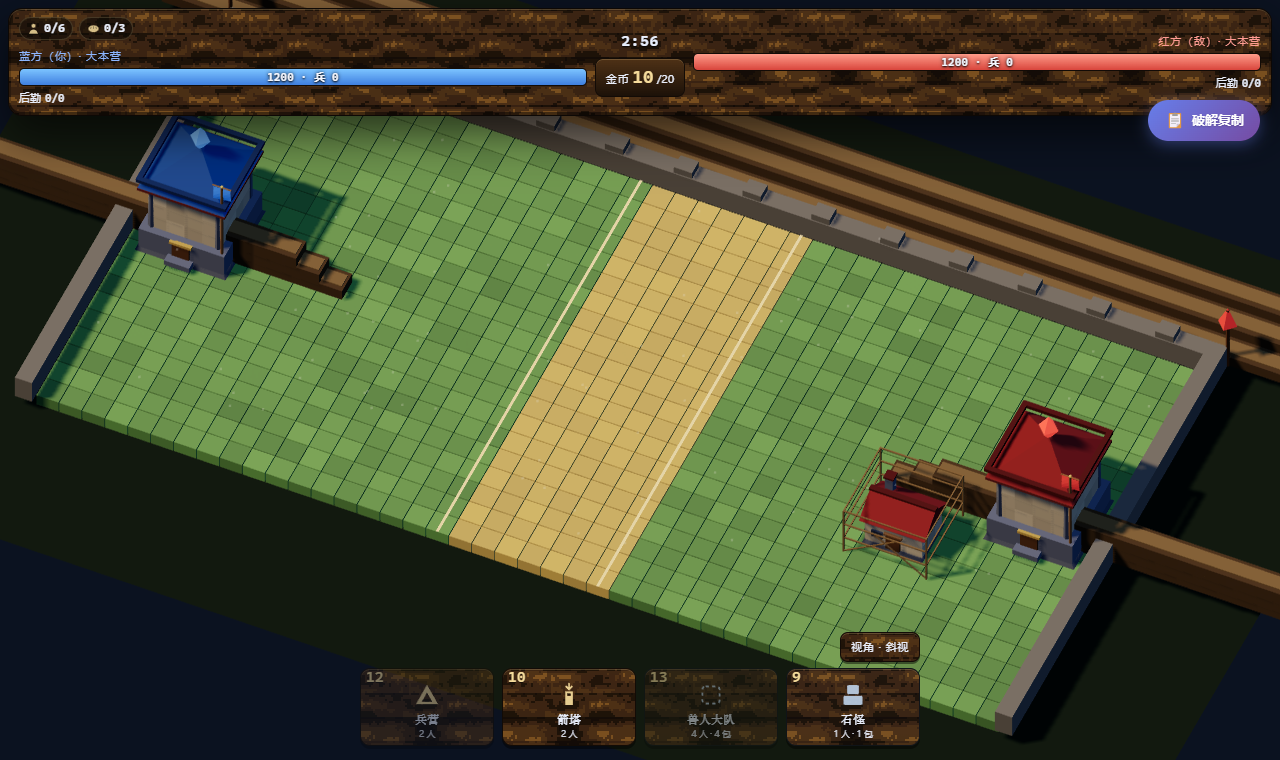 0/6
0/3
蓝方（你）· 大本营
1200 · 兵 0
后勤 0/0
2:56
金币 10 /20
红方（敌）· 大本营
1200 · 兵 0
后勤 0/0
📋 破解复制
视角 · 斜视
12
兵营
2人
10
箭塔
2人
13
兽人大队
4人·4包
9
石怪
1人·1包